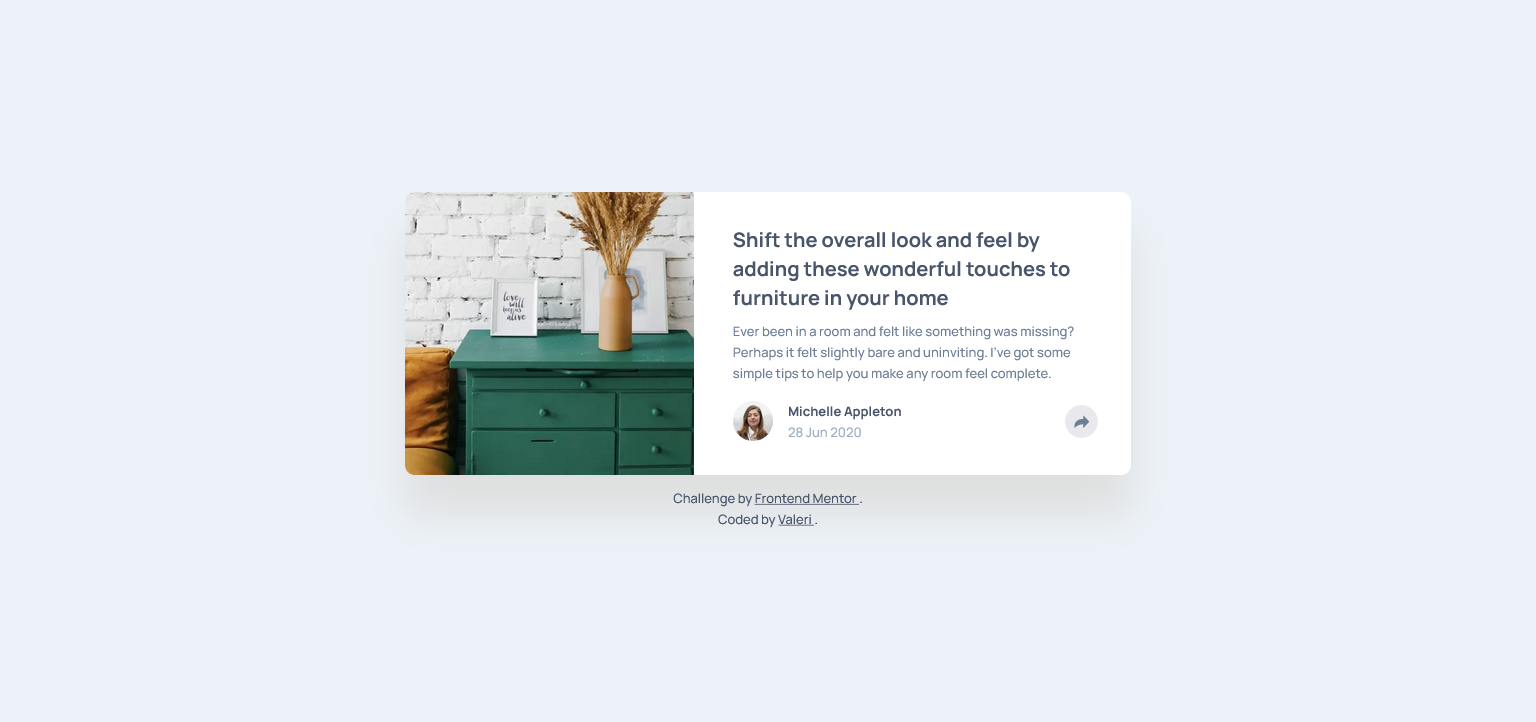 love
will
keep us
alive
Shift the overall look and feel by
adding these wonderful touches to
furniture in your home
Ever been in a room and felt like something was missing?
Perhaps it felt slightly bare and uninviting. I’ve got some
simple tips to help you make any room feel complete.
Michelle Appleton
28 Jun 2020
Challenge by Frontend Mentor .
Coded by Valeri .